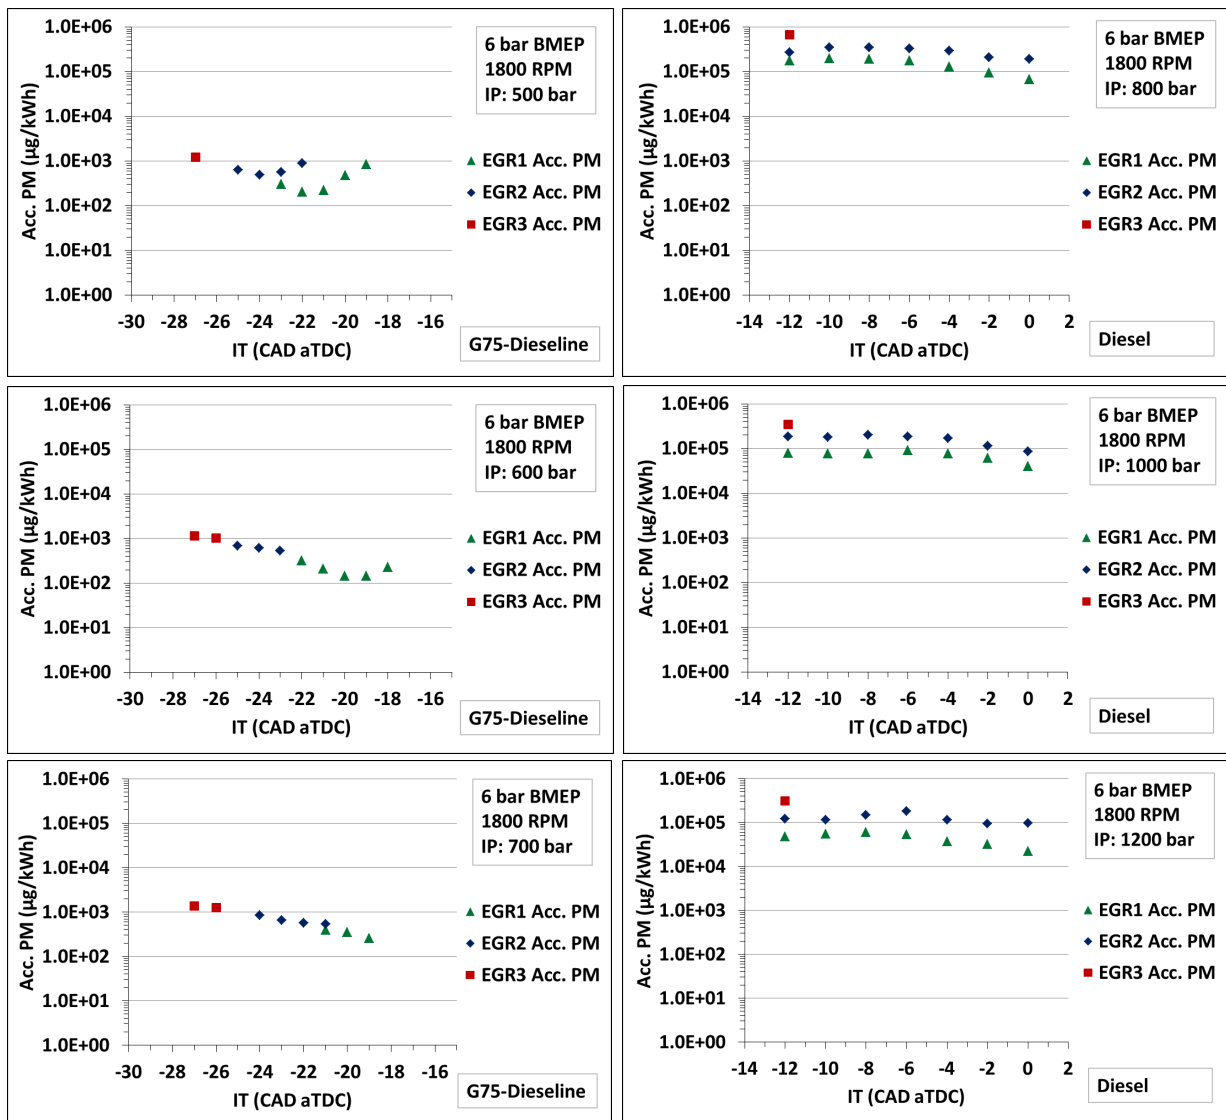 1.0E+06
1.0E+05
1.0E+04
1.0E+03
1.0E+02
1.0E+01
1.0E+00
Acc. PM (µg/kWh)
-30 -28 -26 -24 -22 -20 -18 -16
IT (CAD aTDC)
6 bar BMEP
1800 RPM
IP: 500 bar
EGR1 Acc. PM
EGR2 Acc. PM
EGR3 Acc. PM
G75-Dieseline
1.0E+06
1.0E+05
1.0E+04
1.0E+03
1.0E+02
1.0E+01
1.0E+00
Acc. PM (µg/kWh)
-14 -12 -10 -8 -6 -4 -2 0 2
IT (CAD aTDC)
6 bar BMEP
1800 RPM
IP: 800 bar
EGR1 Acc. PM
EGR2 Acc. PM
EGR3 Acc. PM
Diesel
1.0E+06
1.0E+05
1.0E+04
1.0E+03
1.0E+02
1.0E+01
1.0E+00
Acc. PM (µg/kWh)
-30 -28 -26 -24 -22 -20 -18 -16
IT (CAD aTDC)
6 bar BMEP
1800 RPM
IP: 600 bar
EGR1 Acc. PM
EGR2 Acc. PM
EGR3 Acc. PM
G75-Dieseline
1.0E+06
1.0E+05
1.0E+04
1.0E+03
1.0E+02
1.0E+01
1.0E+00
Acc. PM (µg/kWh)
-14 -12 -10 -8 -6 -4 -2 0 2
IT (CAD aTDC)
6 bar BMEP
1800 RPM
IP: 1000 bar
EGR1 Acc. PM
EGR2 Acc. PM
EGR3 Acc. PM
Diesel
1.0E+06
1.0E+05
1.0E+04
1.0E+03
1.0E+02
1.0E+01
1.0E+00
Acc. PM (µg/kWh)
-30 -28 -26 -24 -22 -20 -18 -16
IT (CAD aTDC)
6 bar BMEP
1800 RPM
IP: 700 bar
EGR1 Acc. PM
EGR2 Acc. PM
EGR3 Acc. PM
G75-Dieseline
1.0E+06
1.0E+05
1.0E+04
1.0E+03
1.0E+02
1.0E+01
1.0E+00
Acc. PM (µg/kWh)
-14 -12 -10 -8 -6 -4 -2 0 2
IT (CAD aTDC)
6 bar BMEP
1800 RPM
IP: 1200 bar
EGR1 Acc. PM
EGR2 Acc. PM
EGR3 Acc. PM
Diesel